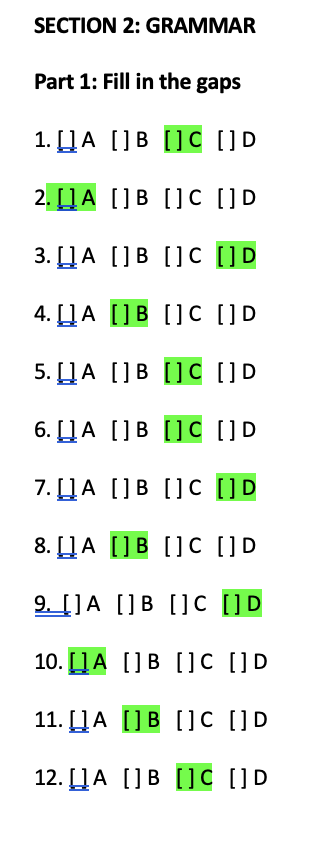 SECTION 2: GRAMMAR
Part 1: Fill in the gaps
1. [] A [] B [] C [] D
2. [] A [] B [] C [] D
3. [] A [] B [] C [] D
4. [] A [] B [] C [] D
5. [] A [] B [] C [] D
6. [] A [] B [] C [] D
7. [] A [] B [] C [] D
8. [] A [] B [] C [] D
9. [] A [] B [] C [] D
10. [] A [] B [] C [] D
11. [] A [] B [] C [] D
12. [] A [] B [] C [] D